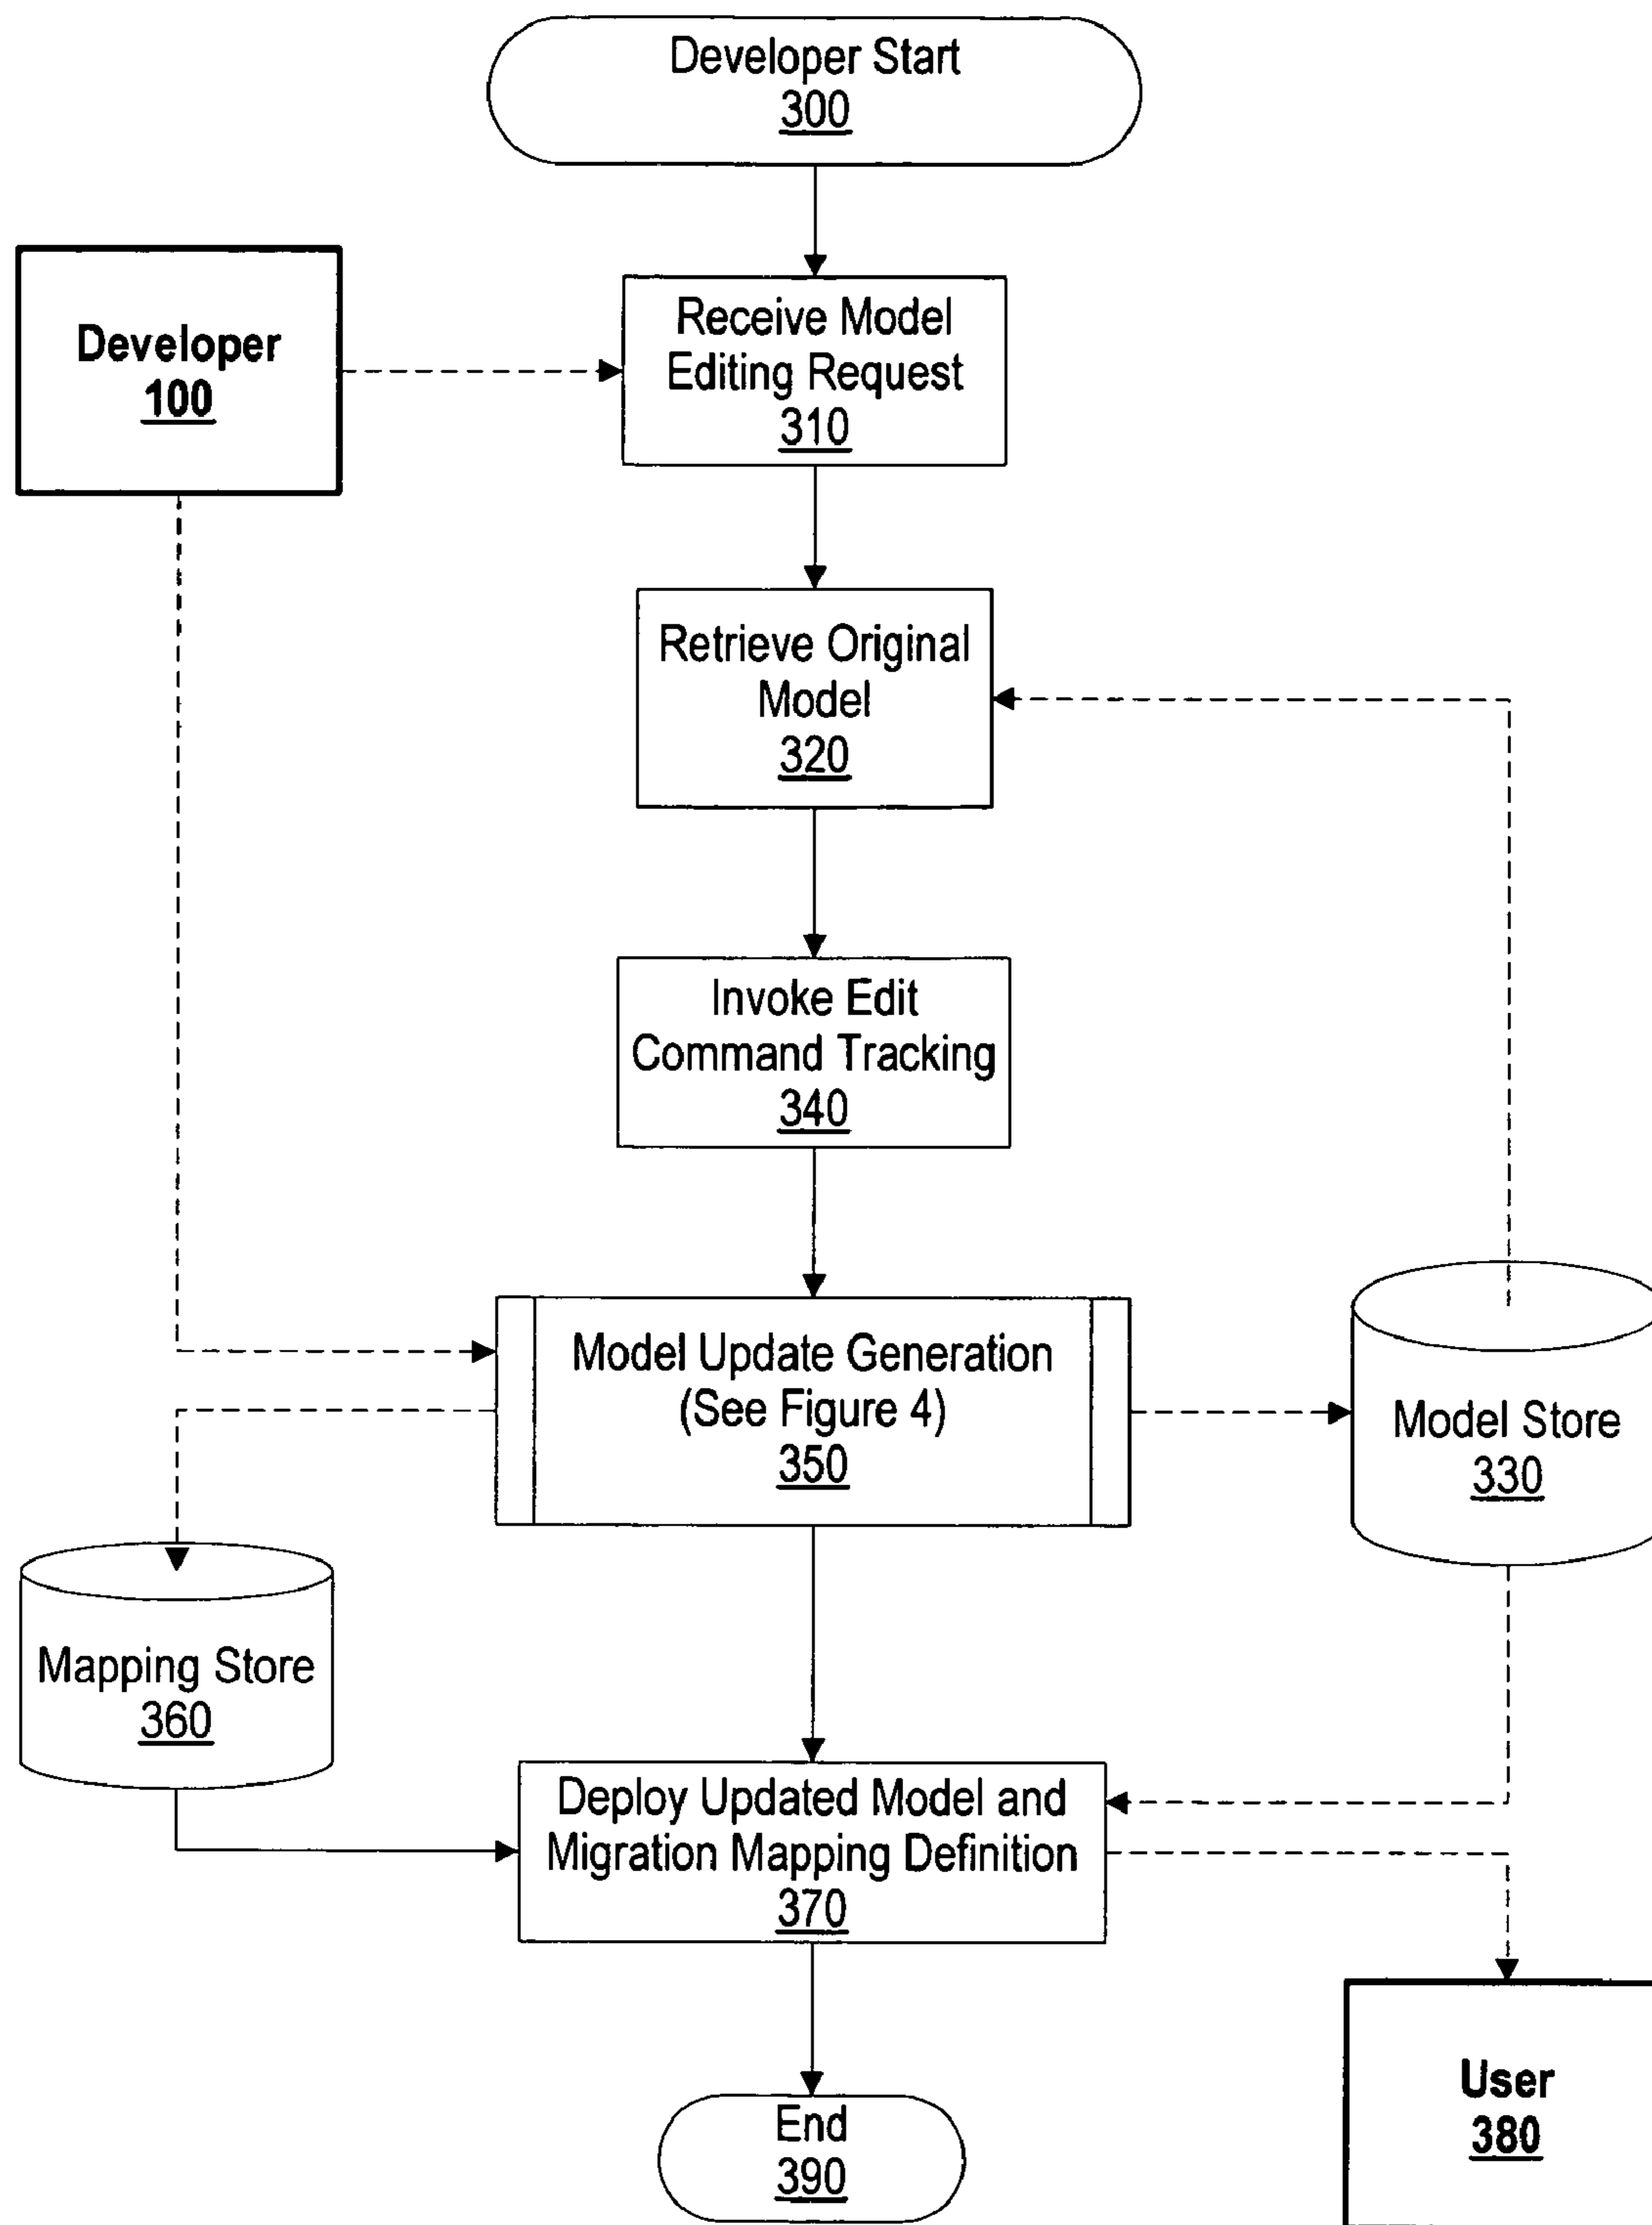 Developer Start
300
Developer
100
Receive Model
Editing Request
310
Retrieve Original
Model
320
Invoke Edit
Command Tracking
340
Model Update Generation
(See Figure 4)
350
Model Store
330
Mapping Store
360
Deploy Updated Model and
Migration Mapping Definition
370
User
380
End
390